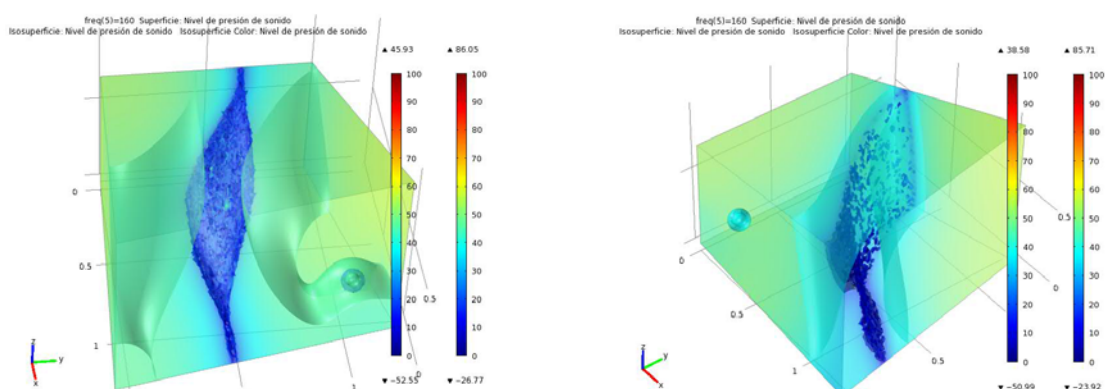 freq(5)=160 Superficie: Nivel de presión de sonido
Isosuperficie: Nivel de presión de sonido Isosuperficie Color: Nivel de presión de sonido
▲ 45.93 ▲ 86.05
100 100
90 90
80 80
70 70
60 60
50 50
40 40
30 30
20 20
10 10
0 0
▼ −52.55 ▼ −26.77
0
0.5
1
0
0.5
1
z
y
x
freq(5)=160 Superficie: Nivel de presión de sonido
Isosuperficie: Nivel de presión de sonido Isosuperficie Color: Nivel de presión de sonido
▲ 38.58 ▲ 85.71
100 100
90 90
80 80
70 70
60 60
50 50
40 40
30 30
20 20
10 10
0 0
▼ −50.99 ▼ −23.92
0
0.5
1
0.5
0
0.5
z
y
x